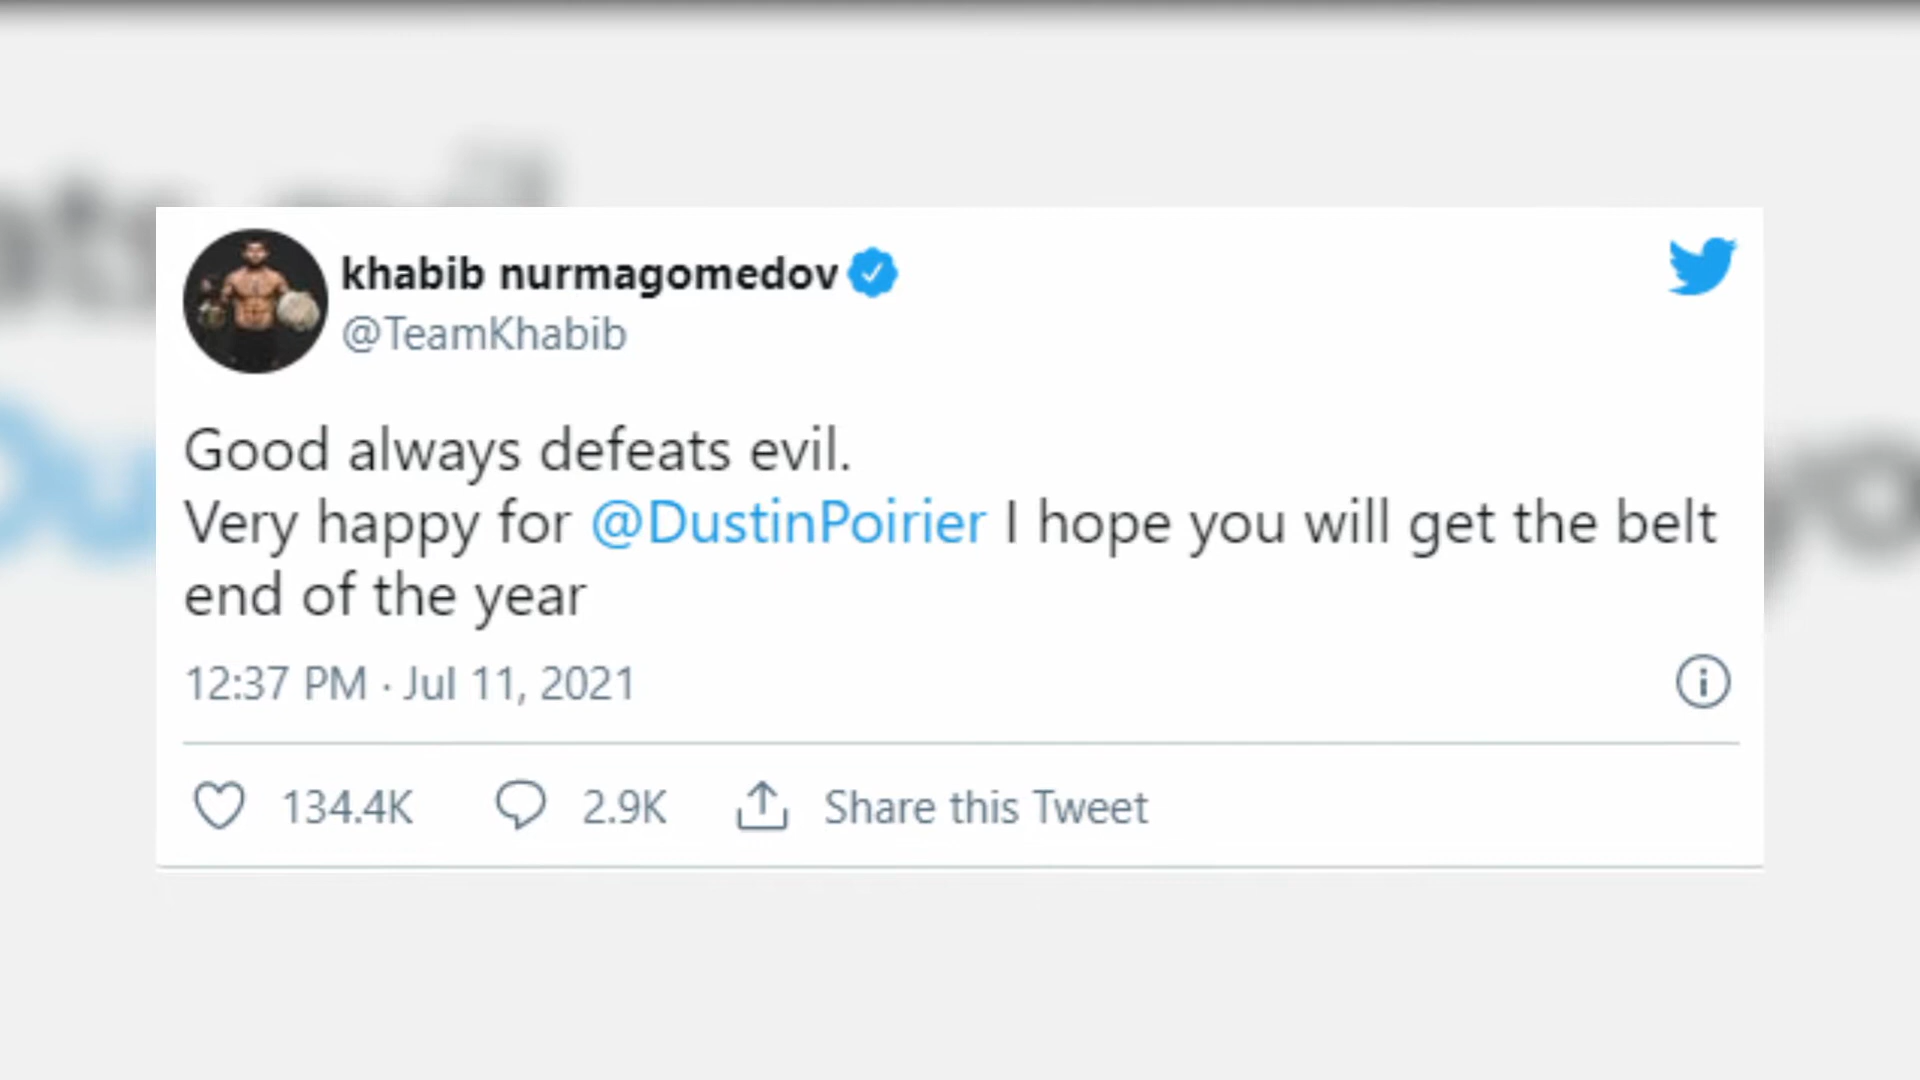 khabib nurmagomedov
@TeamKhabib
Good always defeats evil.
Very happy for @DustinPoirier I hope you will get the belt
end of the year
12:37 PM · Jul 11, 2021
134.4K 2.9K Share this Tweet